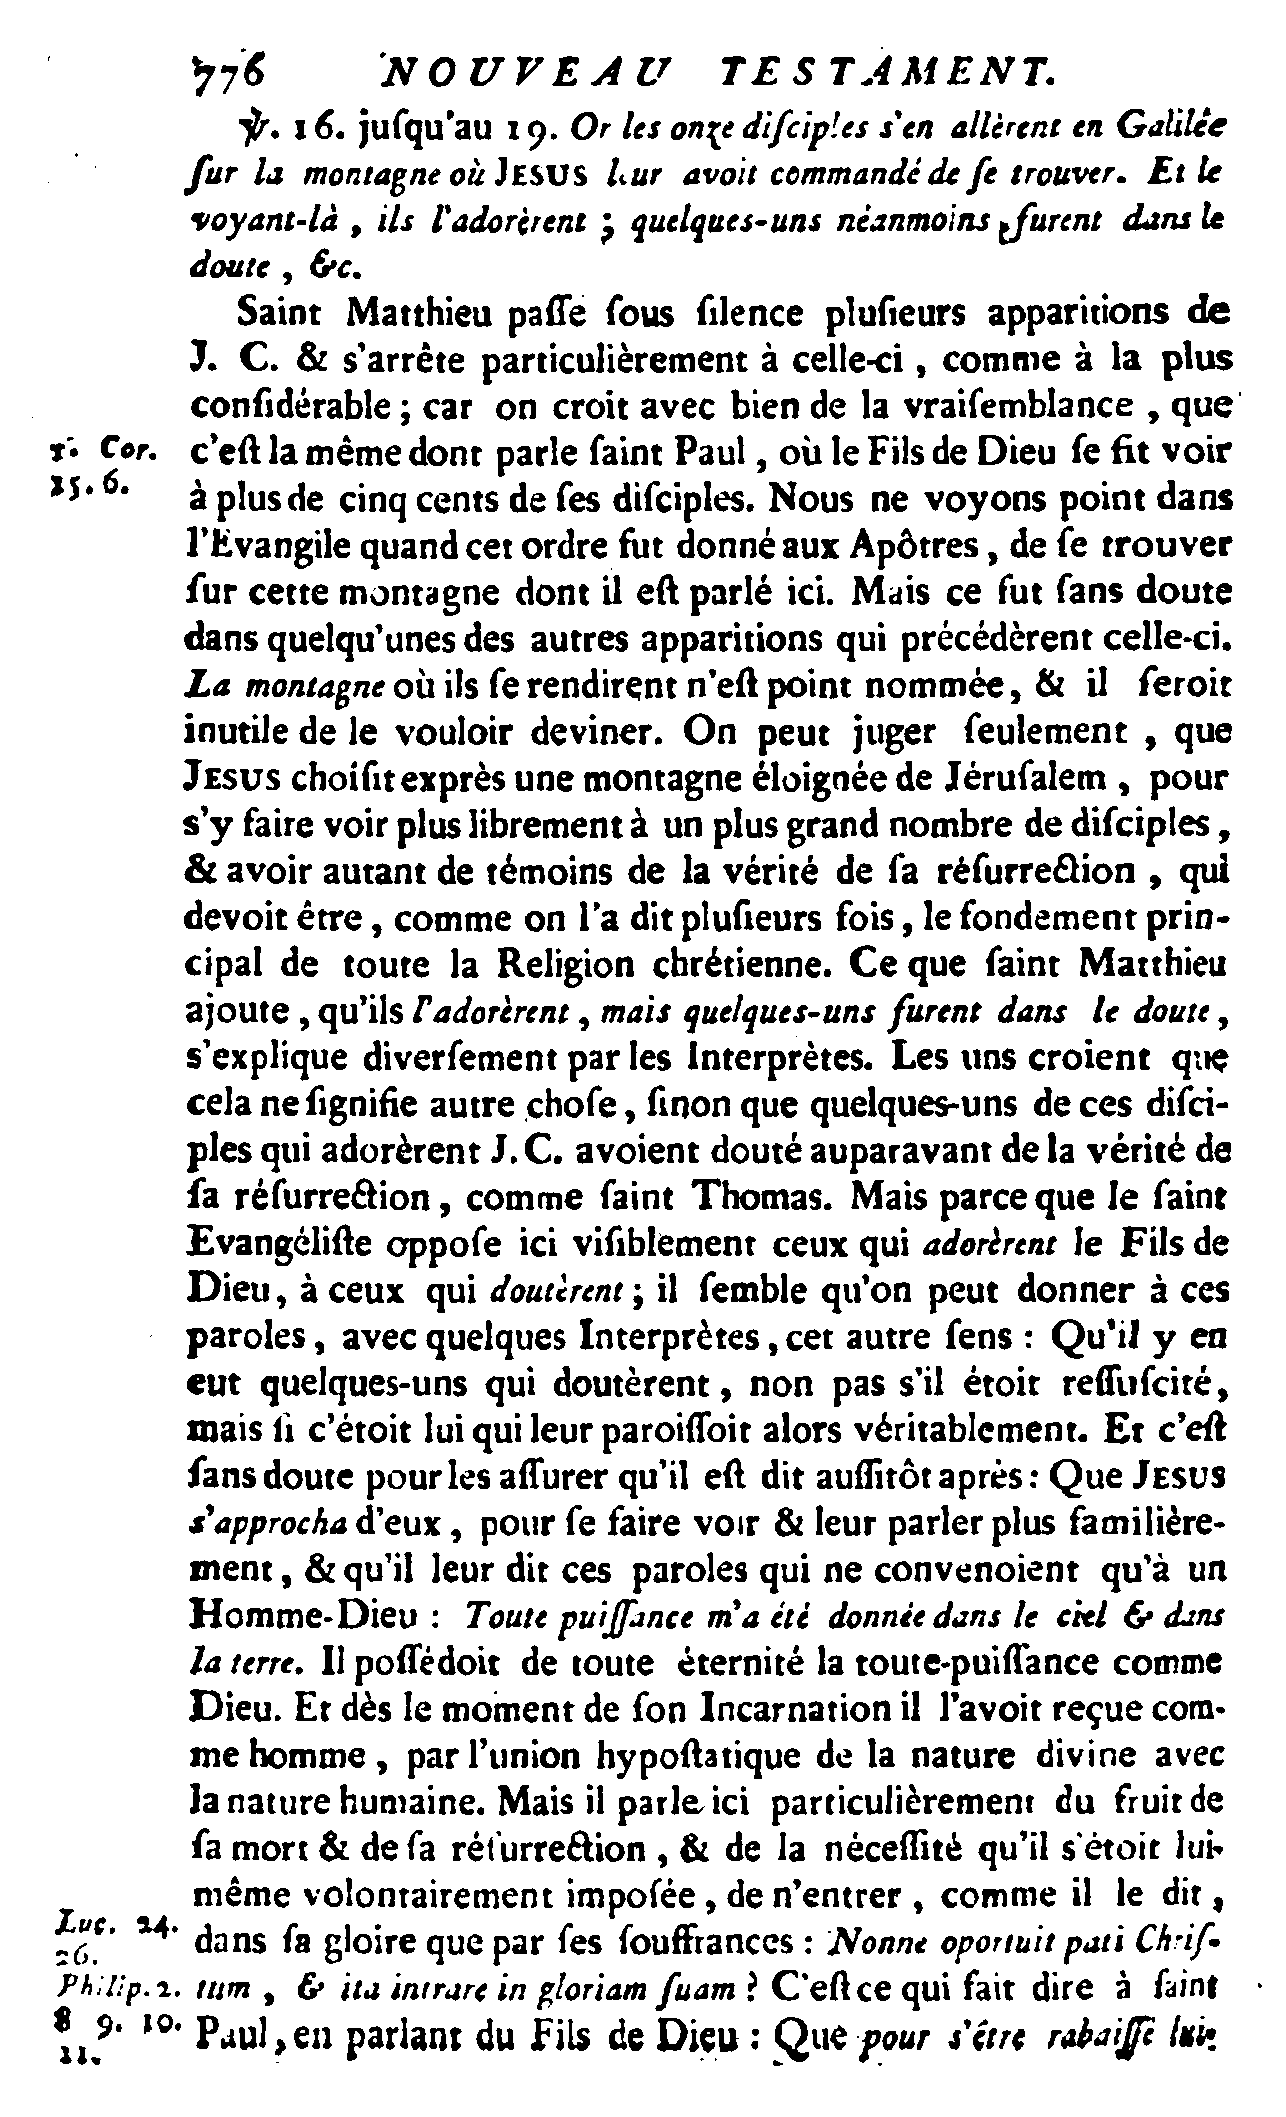 776 NOUVEAU TESTAMENT.
℣. 16. juſqu'au 19. Or les onze diſciples s'en allèrent en Galilée
ſur la montagne où JESUS leur avoit commandé de ſe trouver. Et le
voyant-là, ils l'adorèrent; quelques-uns néanmoins furent dans le
doute, &c.
Saint Matthieu paſſe ſous ſilence pluſieurs apparitions de
J. C. & s'arrête particulièrement à celle-ci, comme à la plus
conſidérable; car on croit avec bien de la vraiſemblance, que
1. Cor. c'eſt la même dont parle ſaint Paul, où le Fils de Dieu ſe fit voir
15. 6. à plus de cinq cents de ſes diſciples. Nous ne voyons point dans
l'Evangile quand cet ordre fut donné aux Apôtres, de ſe trouver
ſur cette montagne dont il eſt parlé ici. Mais ce fut ſans doute
dans quelqu'unes des autres apparitions qui précédèrent celle-ci.
La montagne où ils ſe rendirent n'eſt point nommée, & il ſeroit
inutile de le vouloir deviner. On peut juger ſeulement, que
JESUS choiſit exprès une montagne éloignée de Jéruſalem, pour
s'y faire voir plus librement à un plus grand nombre de diſciples,
& avoir autant de témoins de la vérité de ſa réſurrection, qui
devoit être, comme on l'a dit pluſieurs fois, le fondement prin-
cipal de toute la Religion chrétienne. Ce que ſaint Matthieu
ajoute, qu'ils l'adorèrent, mais quelques-uns furent dans le doute,
s'explique diverſement par les Interprètes. Les uns croient que
cela ne ſignifie autre choſe, ſinon que quelques-uns de ces diſci-
ples qui adorèrent J. C. avoient douté auparavant de la vérité de
ſa réſurrection, comme ſaint Thomas. Mais parce que le ſaint
Evangéliſte oppoſe ici viſiblement ceux qui adorèrent le Fils de
Dieu, à ceux qui doutèrent; il ſemble qu'on peut donner à ces
paroles, avec quelques Interprètes, cet autre ſens: Qu'il y en
eut quelques-uns qui doutèrent, non pas s'il étoit reſſuſcité,
mais ſi c'étoit lui qui leur paroiſſoit alors véritablement. Et c'eſt
ſans doute pour les aſſurer qu'il eſt dit auſſitôt après: Que JESUS
s'approcha d'eux, pour ſe faire voir & leur parler plus familière-
ment, & qu'il leur dit ces paroles qui ne convenoient qu'à un
Homme-Dieu: Toute puiſſance m'a été donnée dans le ciel & dans
la terre. Il poſſédoit de toute éternité la toute-puiſſance comme
Dieu. Et dès le moment de ſon Incarnation il l'avoit reçue com-
me homme, par l'union hypoſtatique de la nature divine avec
la nature humaine. Mais il parle ici particulièrement du fruit de
ſa mort & de ſa réſurrection, & de la néceſſité qu'il s'étoit lui-
même volontairement impoſée, de n'entrer, comme il le dit,
Luc. 24. 26. dans ſa gloire que par ſes ſouffrances: Nonne oportuit pati Chriſ-
Philip. 2. tum, & ita intrare in gloriam ſuam? C'eſt ce qui fait dire à ſaint
8 9. 10. 11. Paul, en parlant du Fils de Dieu: Que pour s'être rabaiſſé lui-